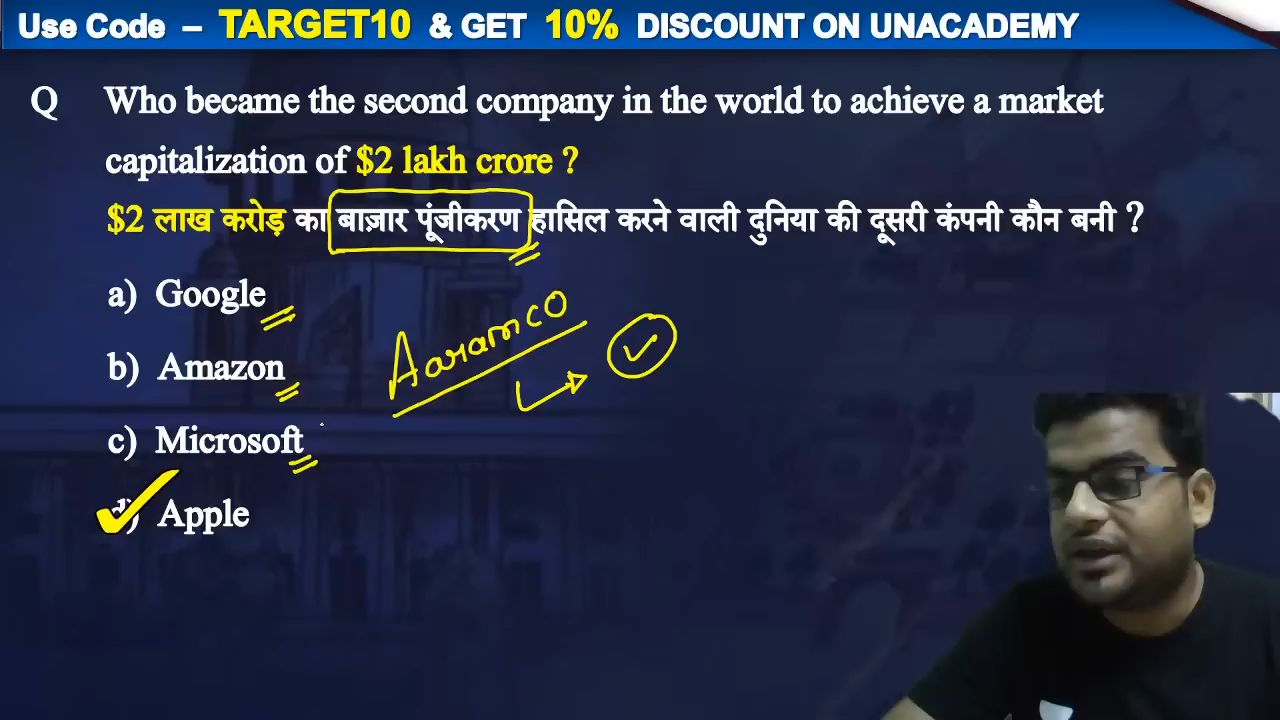 Use Code – TARGET10 & GET 10% DISCOUNT ON UNACADEMY
Q Who became the second company in the world to achieve a market
capitalization of $2 lakh crore ?
$2 लाख करोड़ का बाज़ार पूंजीकरण हासिल करने वाली दुनिया की दूसरी कंपनी कौन बनी ?
a) Google
Aaramco
b) Amazon
c) Microsoft
d) Apple